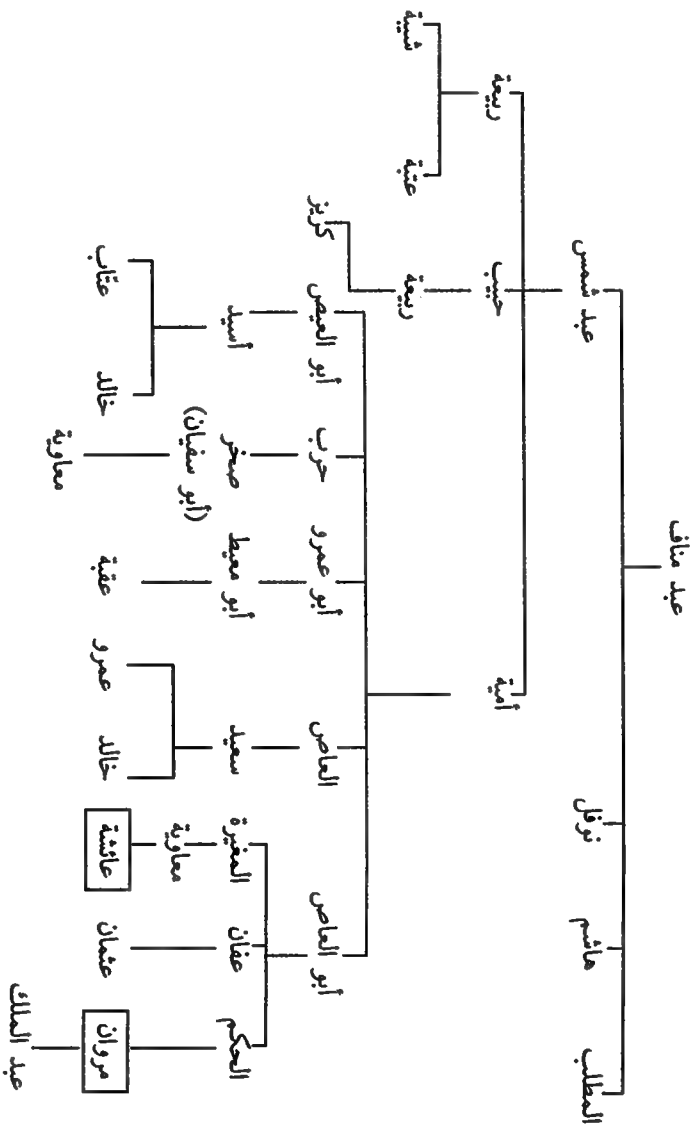 عبد مناف
المطلب
هاشم
نوفل
عبد شمس
أمية
حبيب
ربيعة
ربيعة
عتبة
شيبة
كريز
أبو العاص
العاص
أبو عمرو
حرب
أبو العيص
الحكم
عفان
المغيرة
سعيد
أبو معيط
صخر
(أبو سفيان)
أسيد
معاوية
مروان
عثمان
عائشة
خالد
عمرو
عقبة
معاوية
خالد
عتاب
عبد الملك